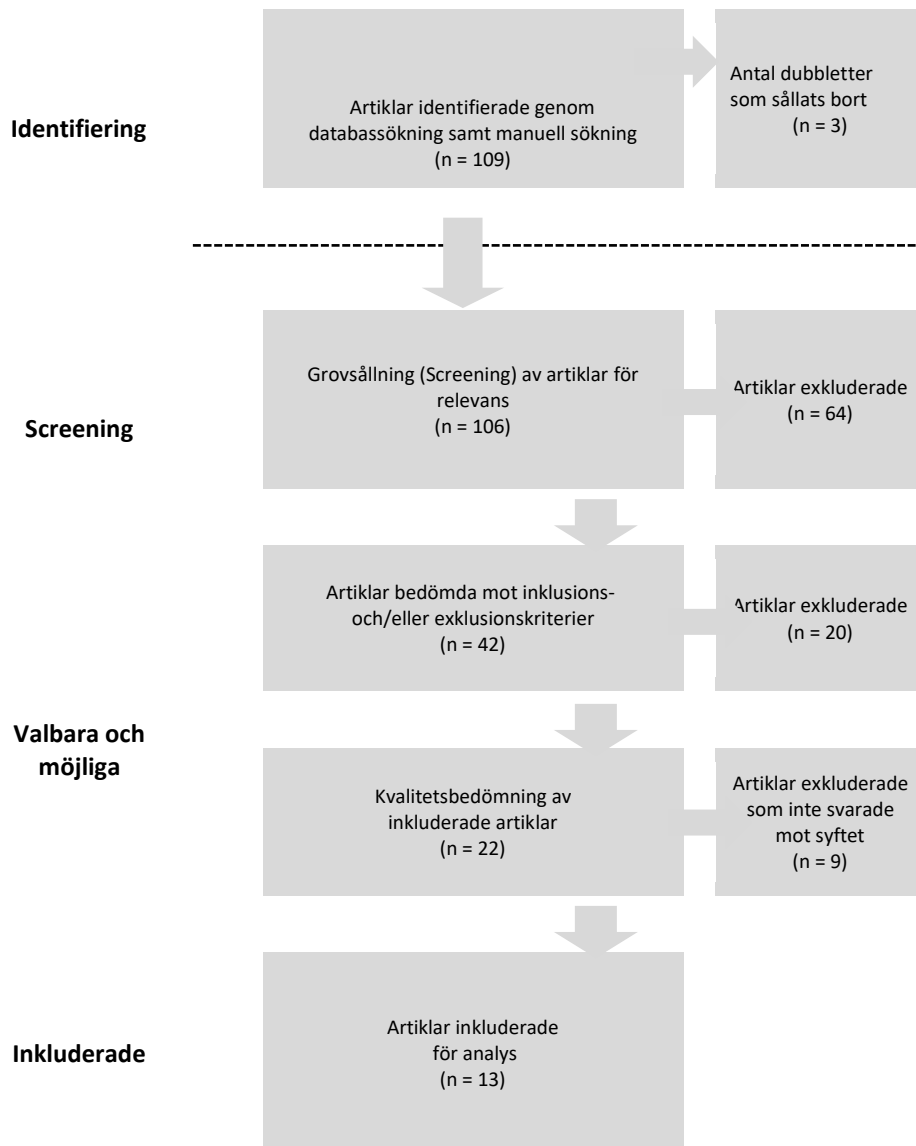 Identifiering
Artiklar identifierade genom
databassökning samt manuell sökning
(n = 109)
Antal dubbletter
som sållats bort
(n = 3)
Screening
Grovsållning (Screening) av artiklar för
relevans
(n = 106)
Artiklar exkluderade
(n = 64)
Valbara och
möjliga
Artiklar bedömda mot inklusions-
och/eller exklusionskriterier
(n = 42)
Artiklar exkluderade
(n = 20)
Kvalitetsbedömning av
inkluderade artiklar
(n = 22)
Artiklar exkluderade
som inte svarade
mot syftet
(n = 9)
Inkluderade
Artiklar inkluderade
för analys
(n = 13)